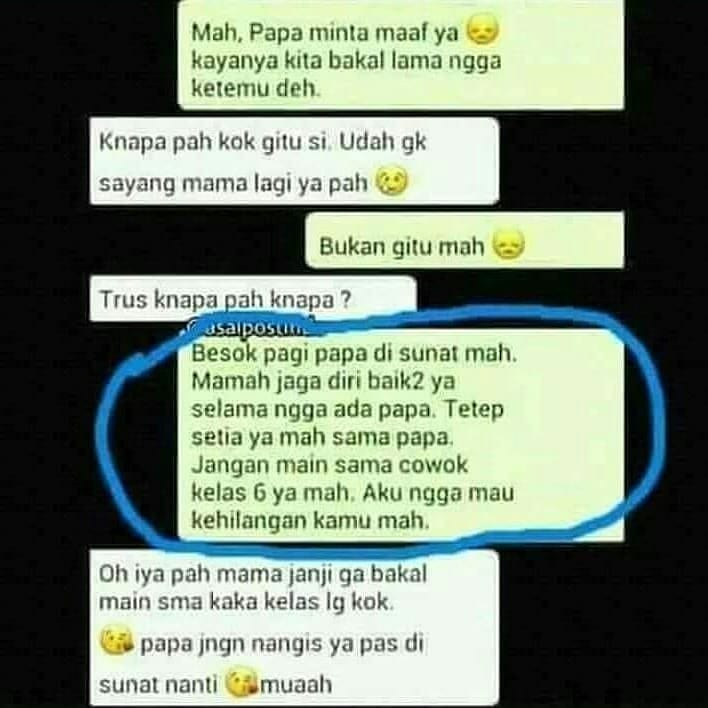 Mah, Papa minta maaf ya 😞
kayanya kita bakal lama ngga
ketemu deh.
Knapa pah kok gitu si. Udah gk
sayang mama lagi ya pah 😢
Bukan gitu mah 😞
Trus knapa pah knapa ?
Besok pagi papa di sunat mah.
Mamah jaga diri baik2 ya
selama ngga ada papa. Tetep
setia ya mah sama papa.
Jangan main sama cowok
kelas 6 ya mah. Aku ngga mau
kehilangan kamu mah.
Oh iya pah mama janji ga bakal
main sma kaka kelas lg kok.
😘 papa jngn nangis ya pas di
sunat nanti 😘muaah